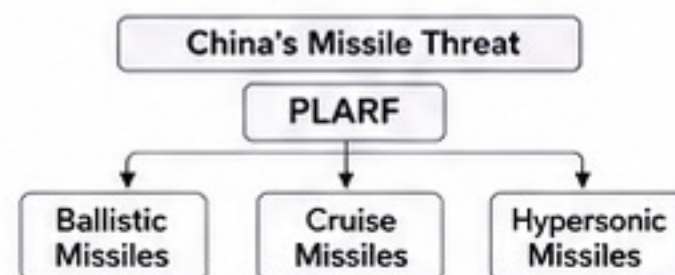 China's Missile Threat
PLARF
Ballistic
Missiles
Cruise
Missiles
Hypersonic
Missiles